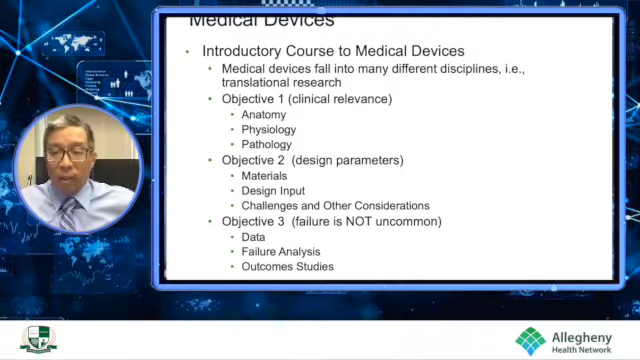 Medical Devices
Introductory Course to Medical Devices
Medical devices fall into many different disciplines, i.e.,
translational research
Objective 1 (clinical relevance)
Anatomy
Physiology
Pathology
Objective 2 (design parameters)
Materials
Design Input
Challenges and Other Considerations
Objective 3 (failure is NOT uncommon)
Data
Failure Analysis
Outcomes Studies
Allegheny
Health Network